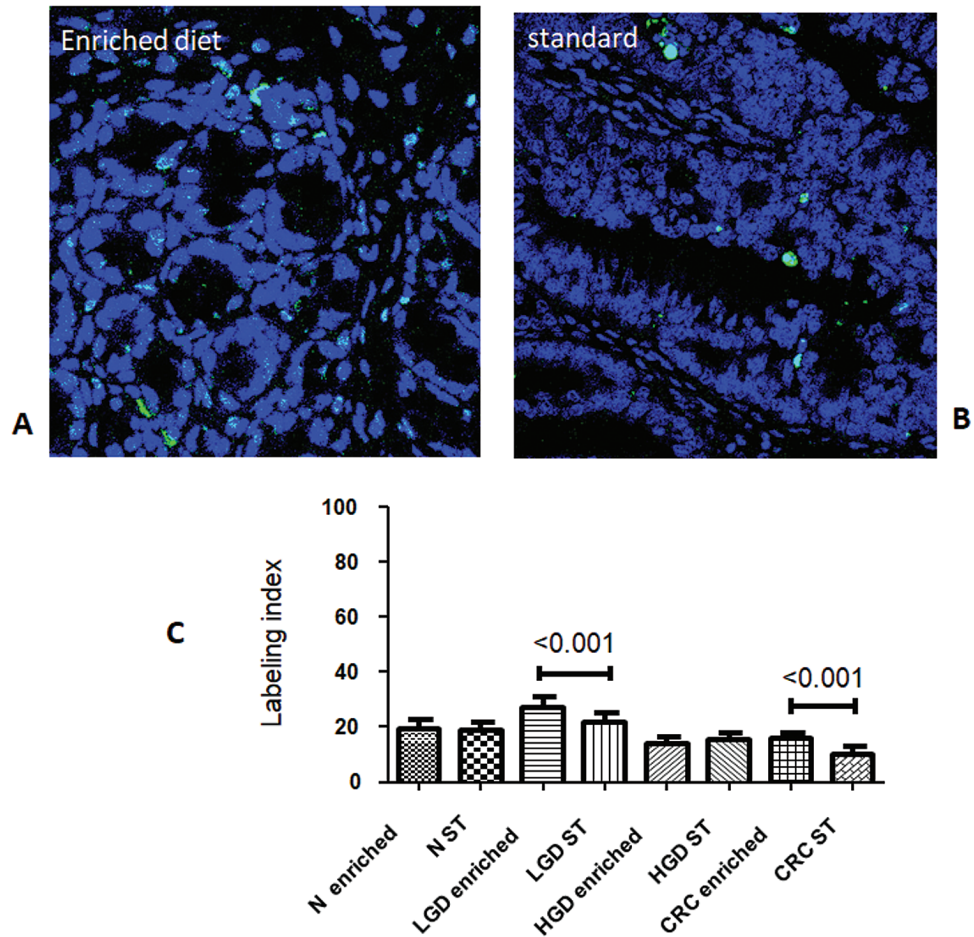 Enriched diet
standard
A
B
C
Labeling index
100
80
60
40
20
0
<0.001
<0.001
N enriched
N ST
LGD enriched
LGD ST
HGD enriched
HGD ST
CRC enriched
CRC ST